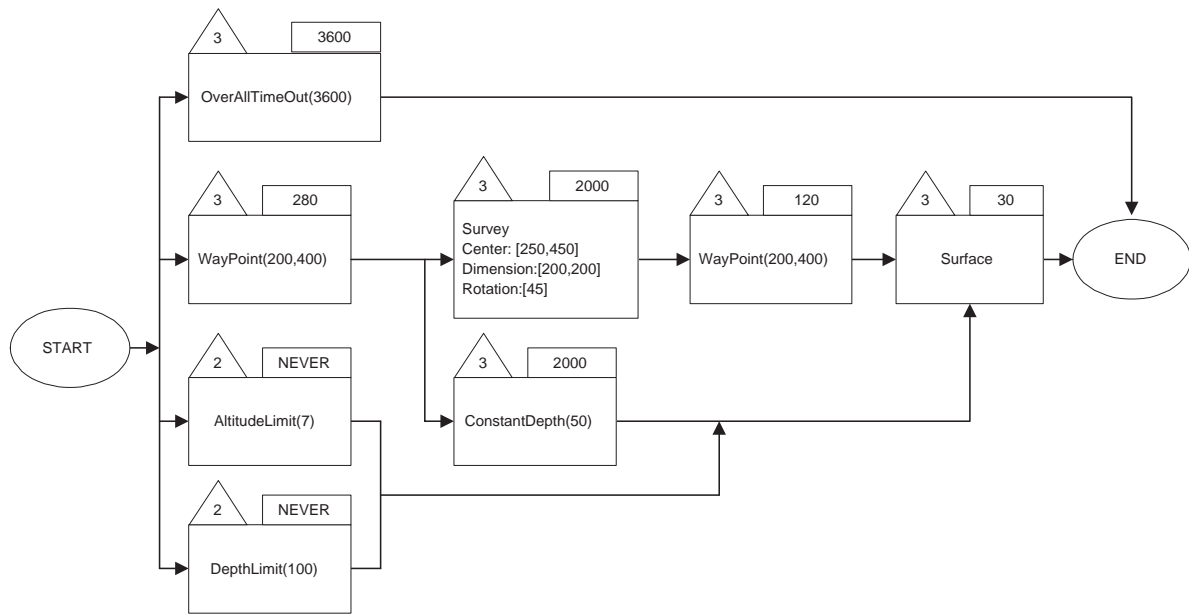 3
3600
OverAllTimeOut(3600)
3
280
WayPoint(200,400)
3
2000
Survey
Center: [250,450]
Dimension:[200,200]
Rotation:[45]
3
120
WayPoint(200,400)
3
30
Surface
END
START
2
NEVER
AltitudeLimit(7)
3
2000
ConstantDepth(50)
2
NEVER
DepthLimit(100)